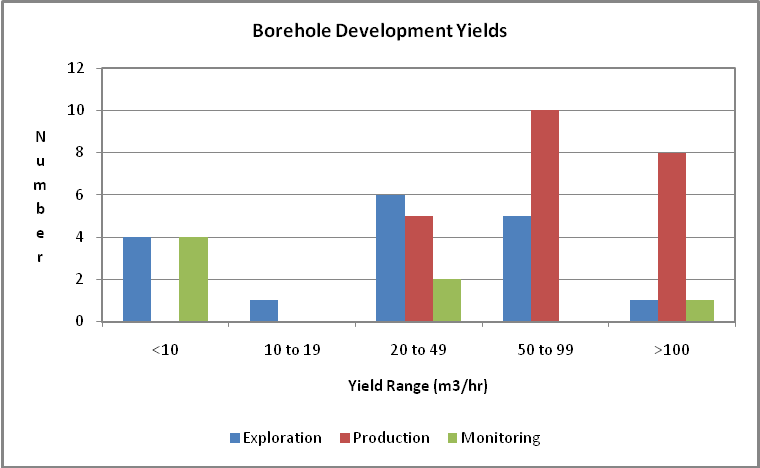 Borehole Development Yields
12
10
8
6
4
2
0
Number
<10 10 to 19 20 to 49 50 to 99 >100
Yield Range (m3/hr)
Exploration Production Monitoring